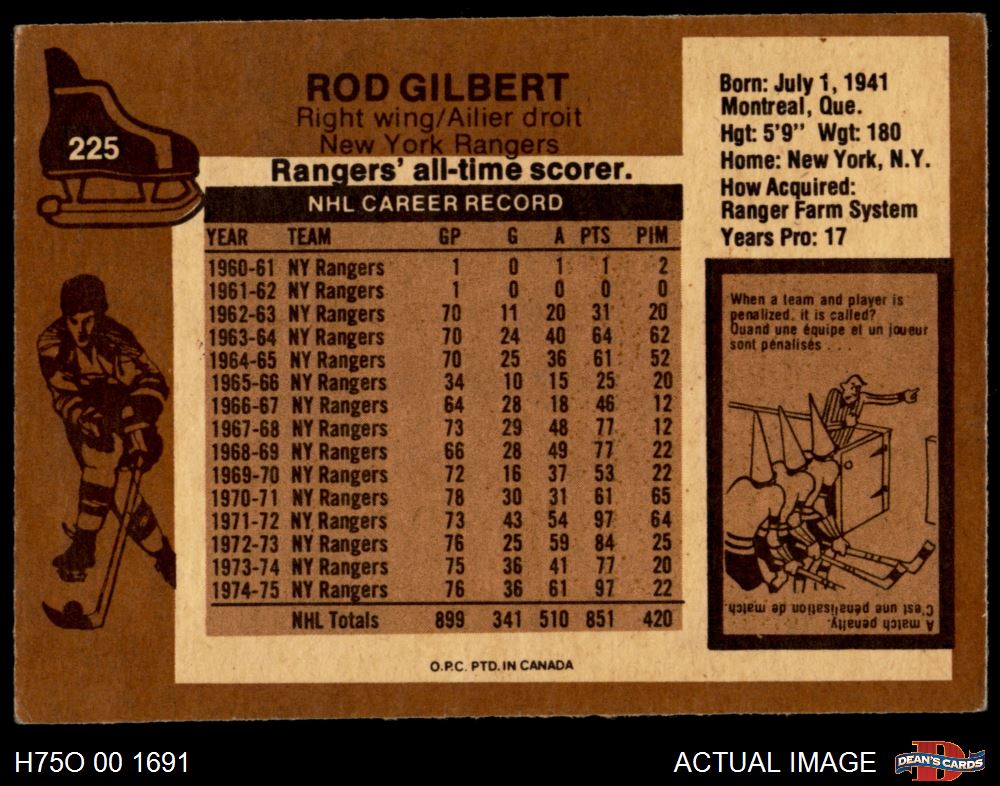 225
ROD GILBERT
Right wing/Ailier droit
New York Rangers
Rangers' all-time scorer.
NHL CAREER RECORD
YEAR TEAM GP G A PTS PIM
1960-61 NY Rangers 1 0 1 1 2
1961-62 NY Rangers 1 0 0 0 0
1962-63 NY Rangers 70 11 20 31 20
1963-64 NY Rangers 70 24 40 64 62
1964-65 NY Rangers 70 25 36 61 52
1965-66 NY Rangers 34 10 15 25 20
1966-67 NY Rangers 64 28 18 46 12
1967-68 NY Rangers 73 29 48 77 12
1968-69 NY Rangers 66 28 49 77 22
1969-70 NY Rangers 72 16 37 53 22
1970-71 NY Rangers 78 30 31 61 65
1971-72 NY Rangers 73 43 54 97 64
1972-73 NY Rangers 76 25 59 84 25
1973-74 NY Rangers 75 36 41 77 20
1974-75 NY Rangers 76 36 61 97 22
NHL Totals 899 341 510 851 420
O.P.C. PTD. IN CANADA
Born: July 1, 1941
Montreal, Que.
Hgt: 5'9" Wgt: 180
Home: New York, N.Y.
How Acquired:
Ranger Farm System
Years Pro: 17
When a team and player is
penalized, it is called?
Quand une équipe et un joueur
sont pénalisés . . .
A match penalty.
C'est une pénalisation de match.
H75O 00 1691
ACTUAL IMAGE
D
DEAN'S CARDS